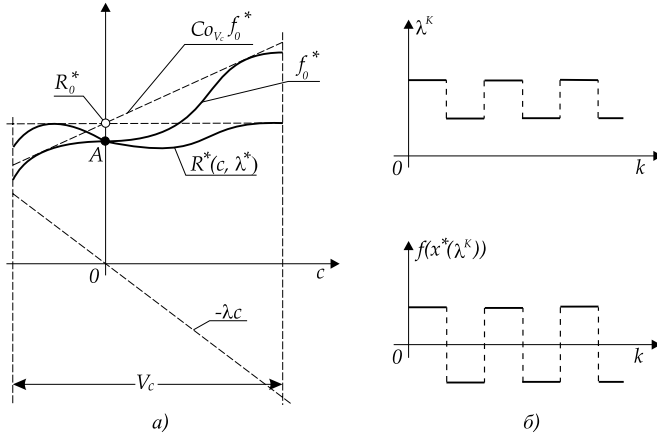 Co_{V_c} f_0^*
R_0^*
f_0^*
A
R^*(c, λ^*)
0
c
-λc
V_c
а)
λ^K
0
k
f(x^*(λ^K))
0
k
б)